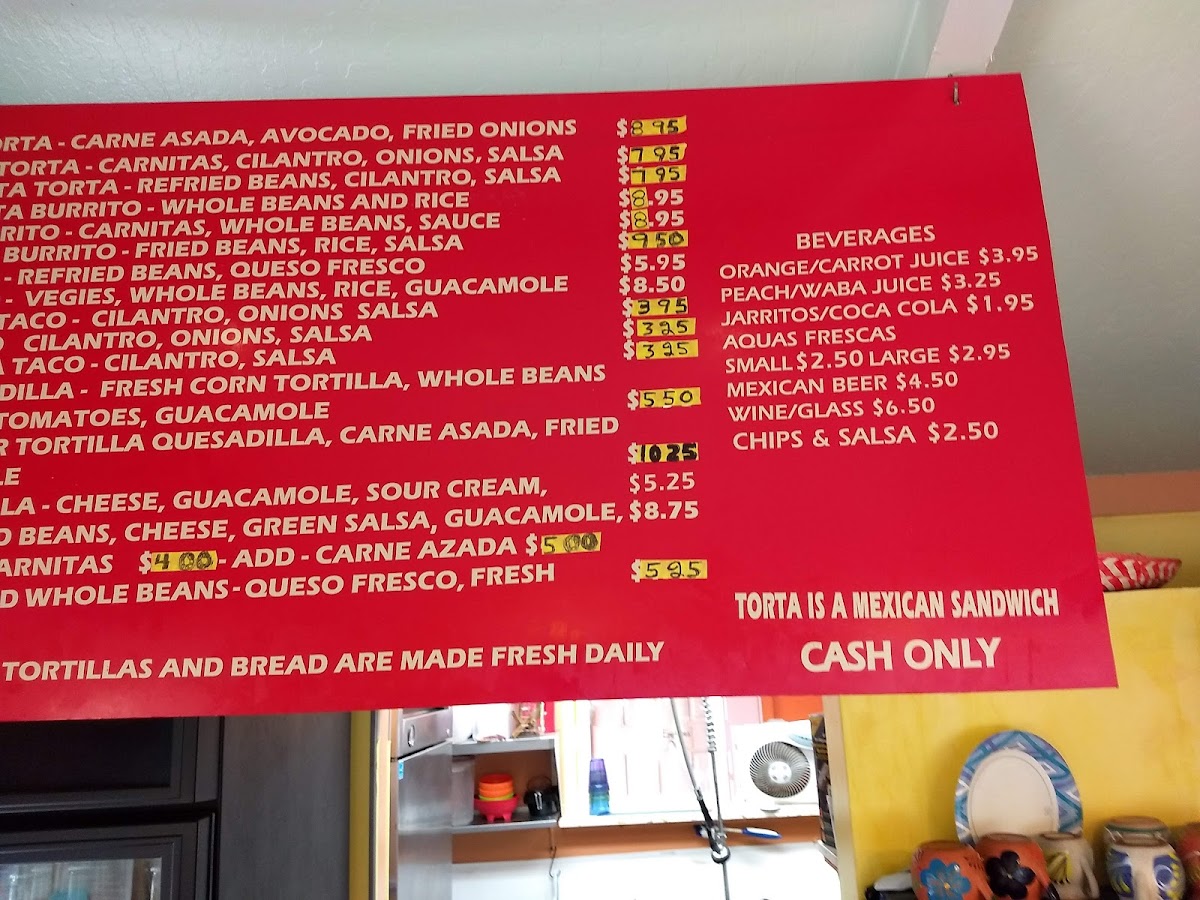 ORTA - CARNE ASADA, AVOCADO, FRIED ONIONS $8 95
TORTA - CARNITAS, CILANTRO, ONIONS, SALSA $7 95
TA TORTA - REFRIED BEANS, CILANTRO, SALSA $7 95
TA BURRITO - WHOLE BEANS AND RICE $8.95
RITO - CARNITAS, WHOLE BEANS, SAUCE $8.95
BURRITO - FRIED BEANS, RICE, SALSA $9 50
- REFRIED BEANS, QUESO FRESCO $5.95
- VEGIES, WHOLE BEANS, RICE, GUACAMOLE $8.50
TACO - CILANTRO, ONIONS SALSA $3 95
O CILANTRO, ONIONS, SALSA $3 25
A TACO - CILANTRO, SALSA $3 25
DILLA - FRESH CORN TORTILLA, WHOLE BEANS
TOMATOES, GUACAMOLE $5 50
R TORTILLA QUESADILLA, CARNE ASADA, FRIED
LE $10 25
LA - CHEESE, GUACAMOLE, SOUR CREAM, $5.25
D BEANS, CHEESE, GREEN SALSA, GUACAMOLE, $8.75
ARNITAS $4 00 - ADD - CARNE AZADA $5 00
D WHOLE BEANS - QUESO FRESCO, FRESH $5 25
TORTILLAS AND BREAD ARE MADE FRESH DAILY
BEVERAGES
ORANGE/CARROT JUICE $3.95
PEACH/WABA JUICE $3.25
JARRITOS/COCA COLA $1.95
AQUAS FRESCAS
SMALL $2.50 LARGE $2.95
MEXICAN BEER $4.50
WINE/GLASS $6.50
CHIPS & SALSA $2.50
TORTA IS A MEXICAN SANDWICH
CASH ONLY